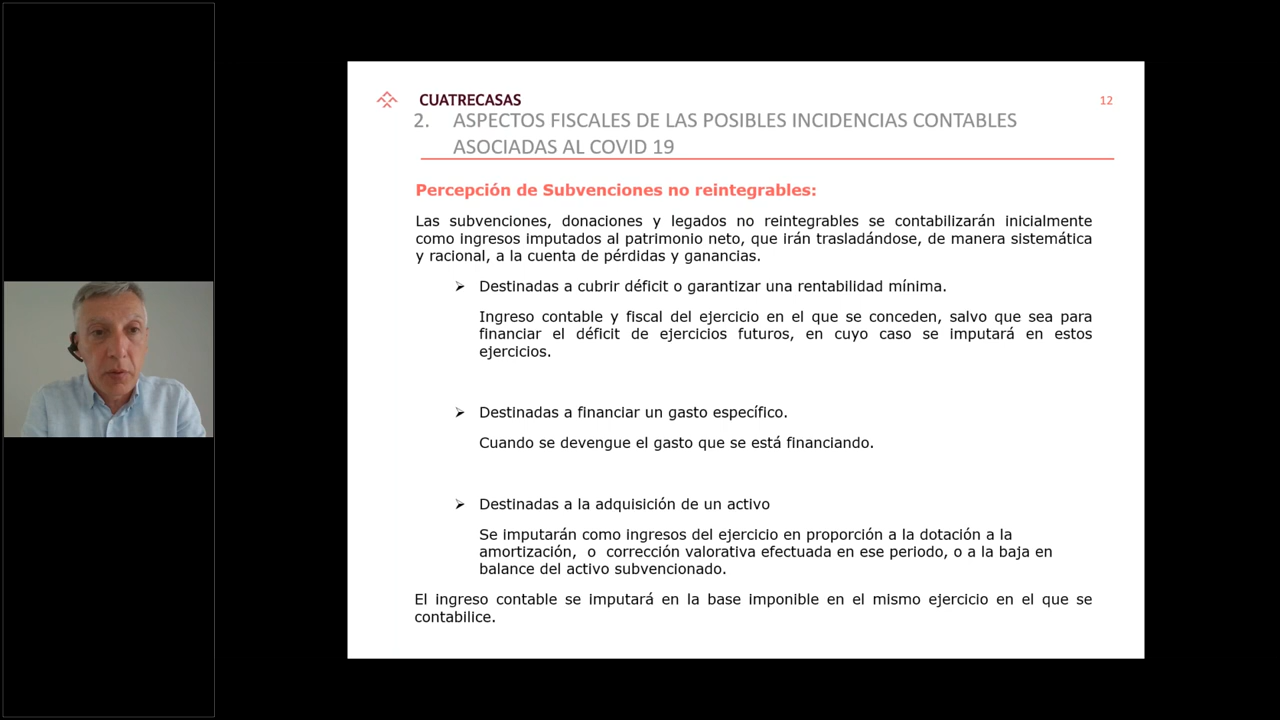 CUATRECASAS
12
2. ASPECTOS FISCALES DE LAS POSIBLES INCIDENCIAS CONTABLES
ASOCIADAS AL COVID 19
Percepción de Subvenciones no reintegrables:
Las subvenciones, donaciones y legados no reintegrables se contabilizarán inicialmente
como ingresos imputados al patrimonio neto, que irán trasladándose, de manera sistemática
y racional, a la cuenta de pérdidas y ganancias.
➢ Destinadas a cubrir déficit o garantizar una rentabilidad mínima.
Ingreso contable y fiscal del ejercicio en el que se conceden, salvo que sea para
financiar el déficit de ejercicios futuros, en cuyo caso se imputará en estos
ejercicios.
➢ Destinadas a financiar un gasto específico.
Cuando se devengue el gasto que se está financiando.
➢ Destinadas a la adquisición de un activo
Se imputarán como ingresos del ejercicio en proporción a la dotación a la
amortización, o corrección valorativa efectuada en ese periodo, o a la baja en
balance del activo subvencionado.
El ingreso contable se imputará en la base imponible en el mismo ejercicio en el que se
contabilice.